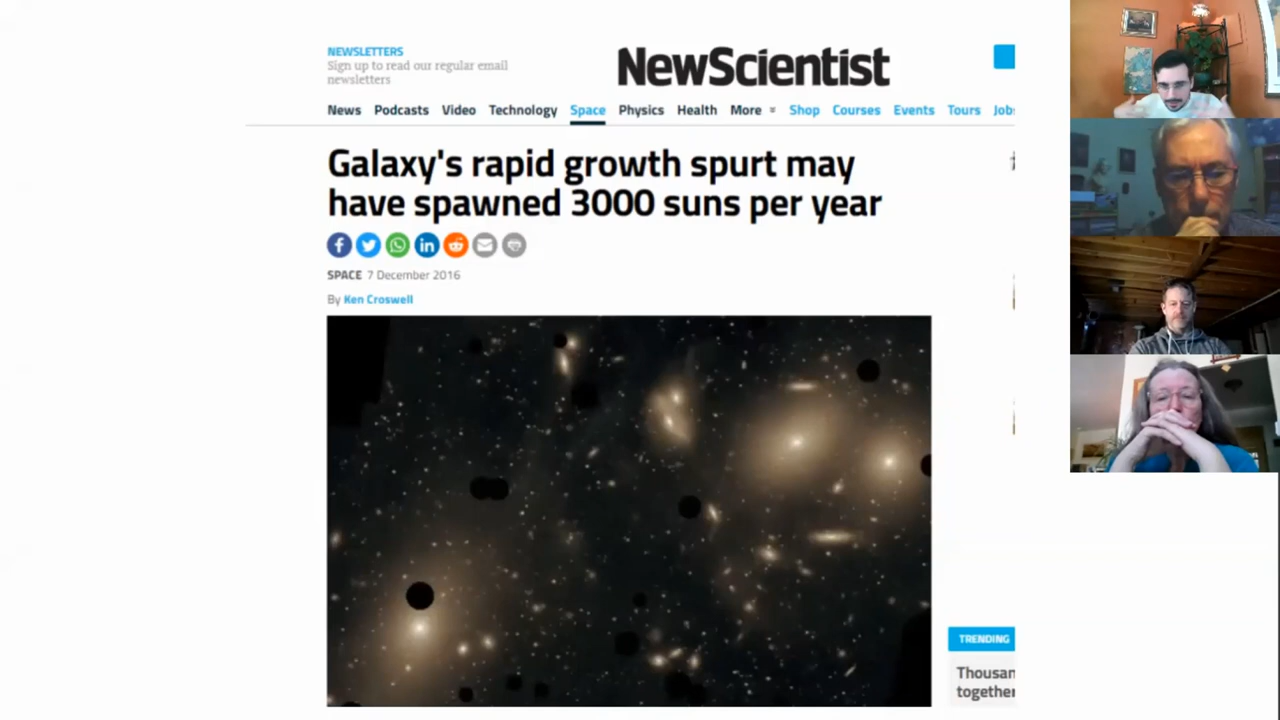 NEWSLETTERS
Sign up to read our regular email
newsletters
NewScientist
News Podcasts Video Technology Space Physics Health More Shop Courses Events Tours
Galaxy's rapid growth spurt may
have spawned 3000 suns per year
SPACE 7 December 2016
By Ken Croswell
TRENDING
together